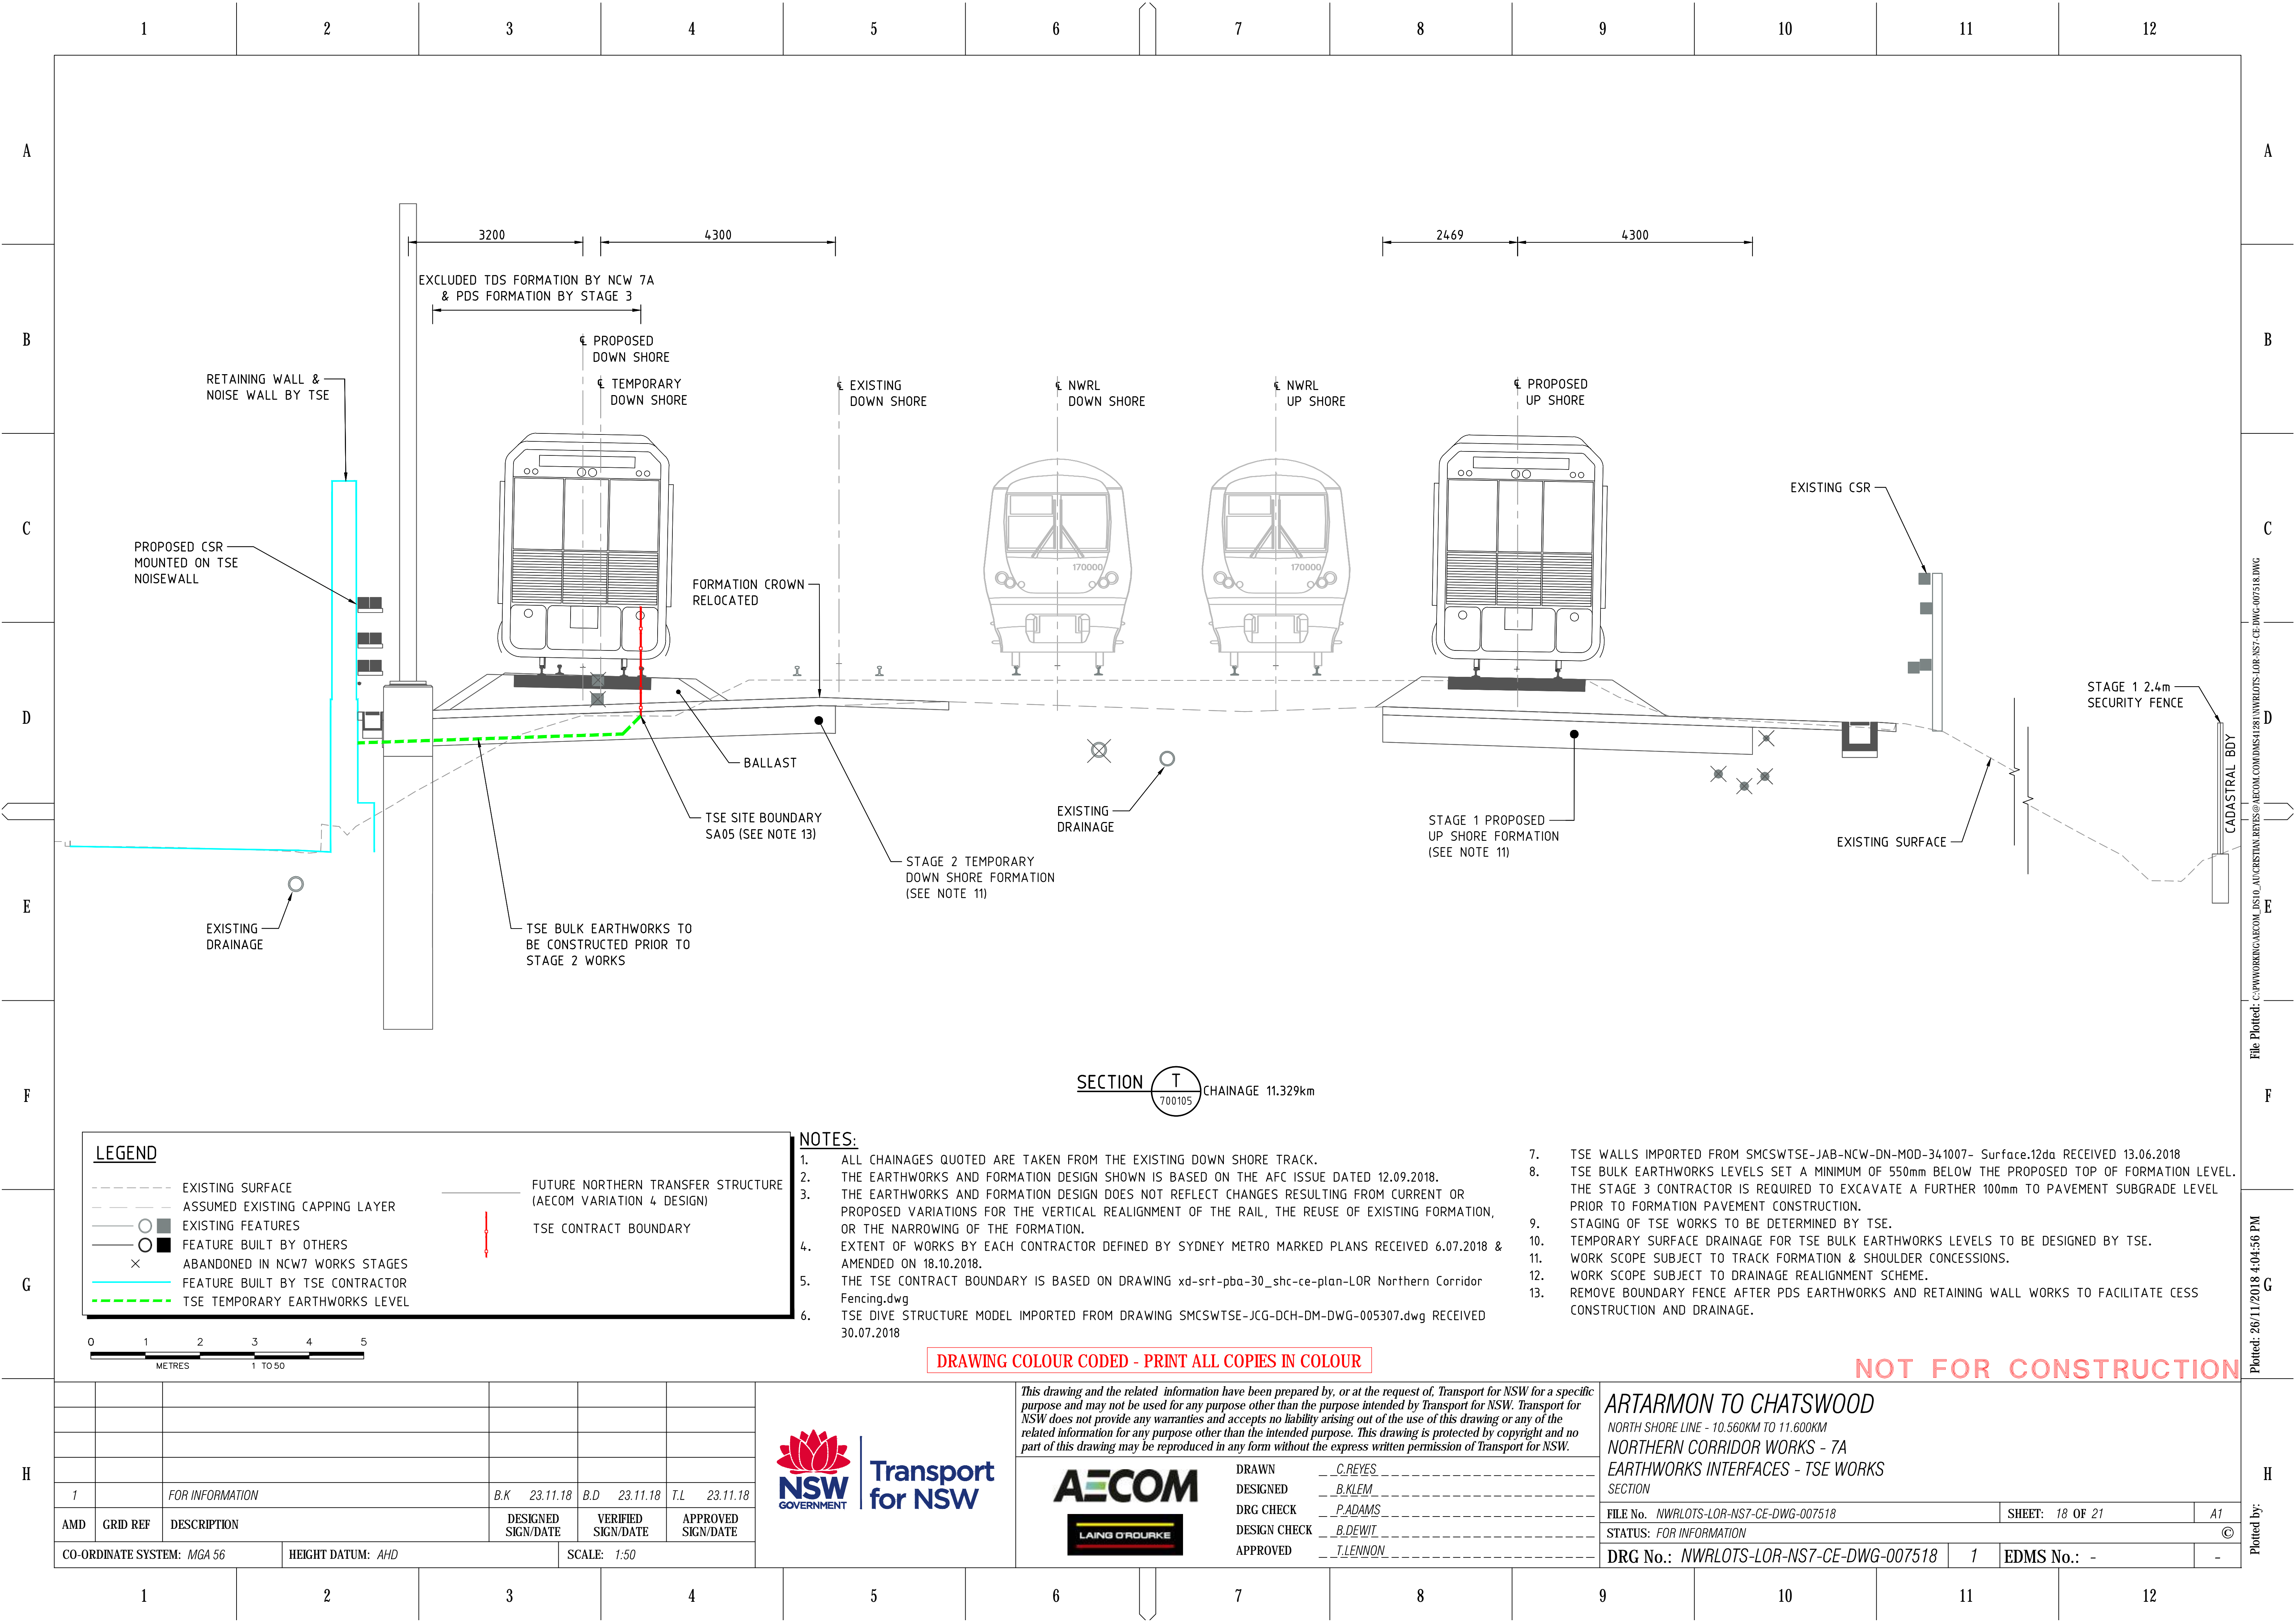 1 2 3 4 5 6 7 8 9 10 11 12
A A
B B
C C
D D
E E
F F
G G
H H
3200
4300
2469
4300
EXCLUDED TDS FORMATION BY NCW 7A
& PDS FORMATION BY STAGE 3
℄ PROPOSED
DOWN SHORE
℄ TEMPORARY
DOWN SHORE
℄ EXISTING
DOWN SHORE
℄ NWRL
DOWN SHORE
℄ NWRL
UP SHORE
℄ PROPOSED
UP SHORE
RETAINING WALL &
NOISE WALL BY TSE
PROPOSED CSR
MOUNTED ON TSE
NOISEWALL
FORMATION CROWN
RELOCATED
170000
170000
EXISTING CSR
STAGE 1 2.4m
SECURITY FENCE
CADASTRAL BDY
BALLAST
TSE SITE BOUNDARY
SA05 (SEE NOTE 13)
EXISTING
DRAINAGE
STAGE 1 PROPOSED
UP SHORE FORMATION
(SEE NOTE 11)
EXISTING SURFACE
STAGE 2 TEMPORARY
DOWN SHORE FORMATION
(SEE NOTE 11)
EXISTING
DRAINAGE
TSE BULK EARTHWORKS TO
BE CONSTRUCTED PRIOR TO
STAGE 2 WORKS
SECTION T CHAINAGE 11.329km
700105
LEGEND
EXISTING SURFACE
ASSUMED EXISTING CAPPING LAYER
EXISTING FEATURES
FEATURE BUILT BY OTHERS
ABANDONED IN NCW7 WORKS STAGES
FEATURE BUILT BY TSE CONTRACTOR
TSE TEMPORARY EARTHWORKS LEVEL
FUTURE NORTHERN TRANSFER STRUCTURE
(AECOM VARIATION 4 DESIGN)
TSE CONTRACT BOUNDARY
0 1 2 3 4 5
METRES 1 TO 50
NOTES:
1. ALL CHAINAGES QUOTED ARE TAKEN FROM THE EXISTING DOWN SHORE TRACK.
2. THE EARTHWORKS AND FORMATION DESIGN SHOWN IS BASED ON THE AFC ISSUE DATED 12.09.2018.
3. THE EARTHWORKS AND FORMATION DESIGN DOES NOT REFLECT CHANGES RESULTING FROM CURRENT OR
PROPOSED VARIATIONS FOR THE VERTICAL REALIGNMENT OF THE RAIL, THE REUSE OF EXISTING FORMATION,
OR THE NARROWING OF THE FORMATION.
4. EXTENT OF WORKS BY EACH CONTRACTOR DEFINED BY SYDNEY METRO MARKED PLANS RECEIVED 6.07.2018 &
AMENDED ON 18.10.2018.
5. THE TSE CONTRACT BOUNDARY IS BASED ON DRAWING xd-srt-pba-30_shc-ce-plan-LOR Northern Corridor
Fencing.dwg
6. TSE DIVE STRUCTURE MODEL IMPORTED FROM DRAWING SMCSWTSE-JCG-DCH-DM-DWG-005307.dwg RECEIVED
30.07.2018
7. TSE WALLS IMPORTED FROM SMCSWTSE-JAB-NCW-DN-MOD-341007- Surface.12da RECEIVED 13.06.2018
8. TSE BULK EARTHWORKS LEVELS SET A MINIMUM OF 550mm BELOW THE PROPOSED TOP OF FORMATION LEVEL.
THE STAGE 3 CONTRACTOR IS REQUIRED TO EXCAVATE A FURTHER 100mm TO PAVEMENT SUBGRADE LEVEL
PRIOR TO FORMATION PAVEMENT CONSTRUCTION.
9. STAGING OF TSE WORKS TO BE DETERMINED BY TSE.
10. TEMPORARY SURFACE DRAINAGE FOR TSE BULK EARTHWORKS LEVELS TO BE DESIGNED BY TSE.
11. WORK SCOPE SUBJECT TO TRACK FORMATION & SHOULDER CONCESSIONS.
12. WORK SCOPE SUBJECT TO DRAINAGE REALIGNMENT SCHEME.
13. REMOVE BOUNDARY FENCE AFTER PDS EARTHWORKS AND RETAINING WALL WORKS TO FACILITATE CESS
CONSTRUCTION AND DRAINAGE.
DRAWING COLOUR CODED - PRINT ALL COPIES IN COLOUR
NOT FOR CONSTRUCTION
1 FOR INFORMATION B.K 23.11.18 B.D 23.11.18 T.L 23.11.18
AMD GRID REF DESCRIPTION DESIGNED SIGN/DATE VERIFIED SIGN/DATE APPROVED SIGN/DATE
CO-ORDINATE SYSTEM: MGA 56 HEIGHT DATUM: AHD SCALE: 1:50
NSW
GOVERNMENT
Transport
for NSW
This drawing and the related information have been prepared by, or at the request of, Transport for NSW for a specific
purpose and may not be used for any purpose other than the purpose intended by Transport for NSW. Transport for
NSW does not provide any warranties and accepts no liability arising out of the use of this drawing or any of the
related information for any purpose other than the intended purpose. This drawing is protected by copyright and no
part of this drawing may be reproduced in any form without the express written permission of Transport for NSW.
AECOM
LAING O'ROURKE
DRAWN C.REYES
DESIGNED B.KLEM
DRG CHECK P.ADAMS
DESIGN CHECK B.DEWIT
APPROVED T.LENNON
ARTARMON TO CHATSWOOD
NORTH SHORE LINE - 10.560KM TO 11.600KM
NORTHERN CORRIDOR WORKS - 7A
EARTHWORKS INTERFACES - TSE WORKS
SECTION
FILE No. NWRLOTS-LOR-NS7-CE-DWG-007518 SHEET: 18 OF 21 A1
STATUS: FOR INFORMATION ©
DRG No.: NWRLOTS-LOR-NS7-CE-DWG-007518 1 EDMS No.: - -
File Plotted: C:\PWWORKING\AECOM_DS10_AU\CRISTIAN.REYES@AECOM.COM\DMS41281\NWRLOTS-LOR-NS7-CE-DWG-007518.DWG
Plotted: 26/11/2018 4:04:56 PM
Plotted by:
1 2 3 4 5 6 7 8 9 10 11 12